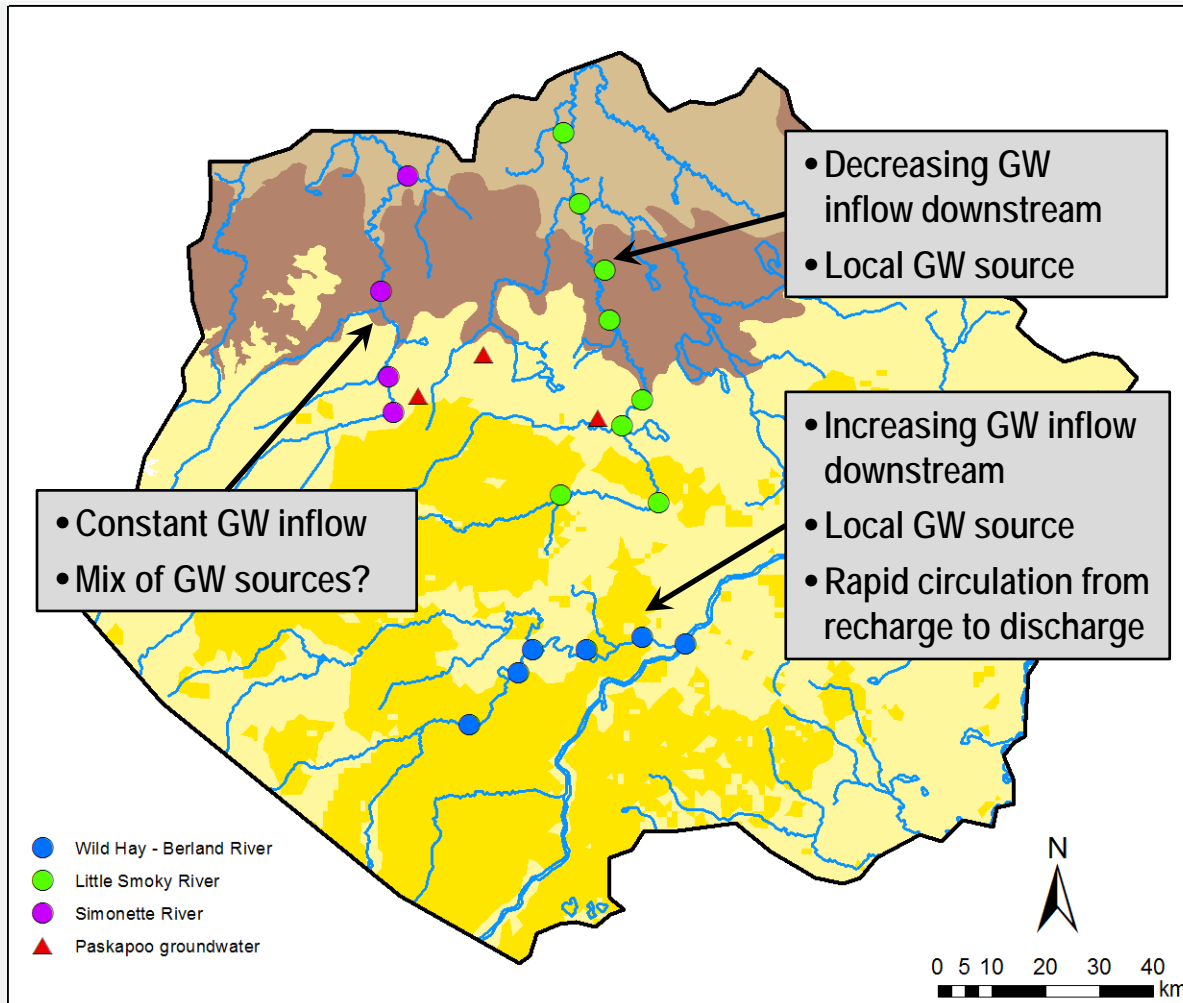 • Decreasing GW
inflow downstream
• Local GW source
• Increasing GW inflow
downstream
• Local GW source
• Rapid circulation from
recharge to discharge
• Constant GW inflow
• Mix of GW sources?
Wild Hay - Berland River
Little Smoky River
Simonette River
Paskapoo groundwater
N
0 5 10 20 30 40
km